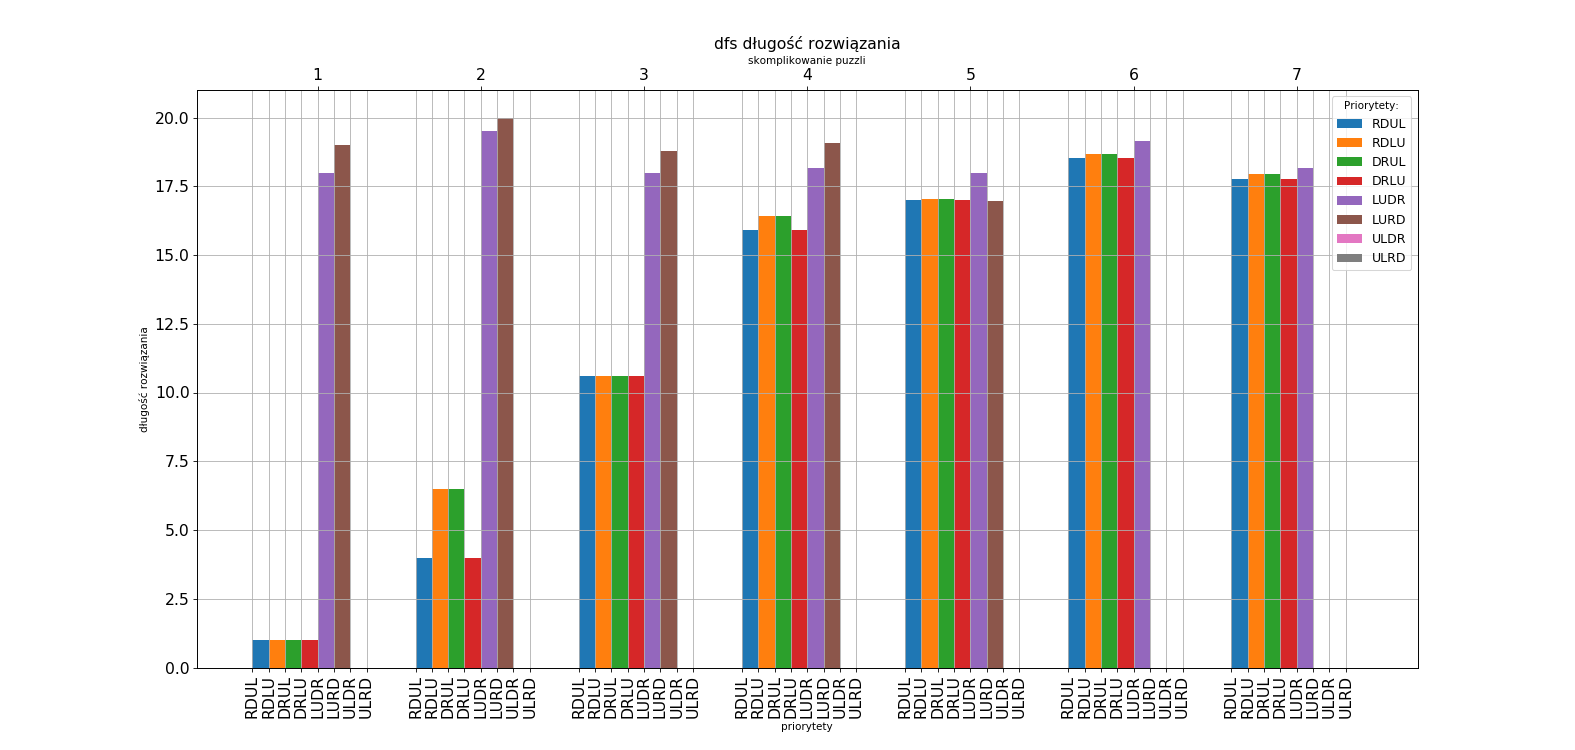 dfs długość rozwiązania
skomplikowanie puzzli
1 2 3 4 5 6 7
Priorytety:
RDUL
RDLU
DRUL
DRLU
LUDR
LURD
ULDR
ULRD
20.0
17.5
15.0
12.5
10.0
7.5
5.0
2.5
0.0
długość rozwiązania
RDUL RDLU DRUL DRLU LUDR LURD ULDR ULRD RDUL RDLU DRUL DRLU LUDR LURD ULDR ULRD RDUL RDLU DRUL DRLU LUDR LURD ULDR ULRD RDUL RDLU DRUL DRLU LUDR LURD ULDR ULRD RDUL RDLU DRUL DRLU LUDR LURD ULDR ULRD RDUL RDLU DRUL DRLU LUDR LURD ULDR ULRD RDUL RDLU DRUL DRLU LUDR LURD ULDR ULRD
priorytety